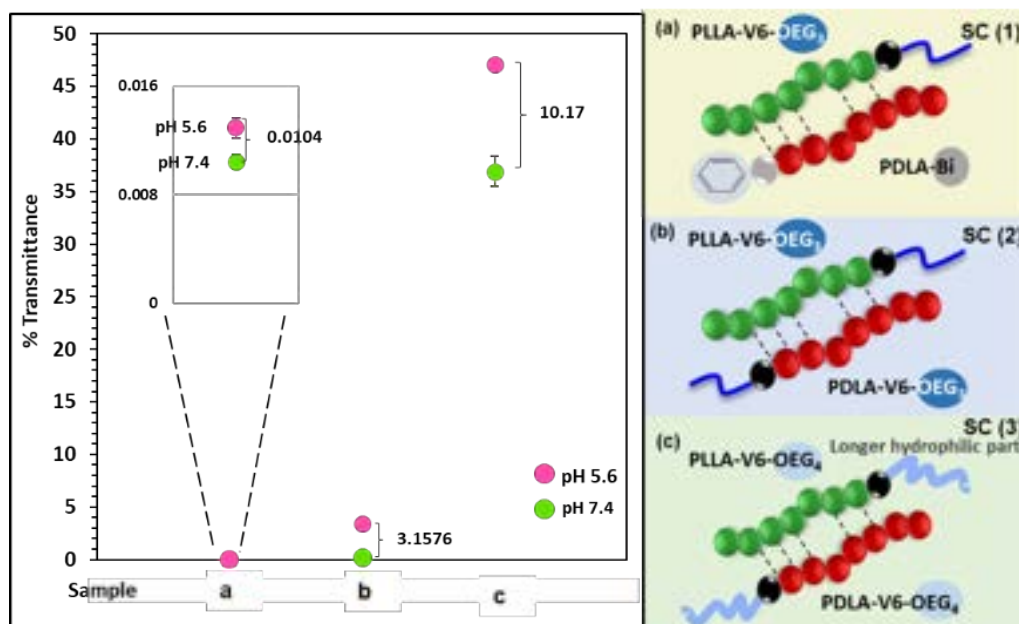 50
45
40
35
30
25
20
15
10
5
0
% Transmittance
0.016
0.008
0
pH 5.6
pH 7.4
0.0104
3.1576
10.17
pH 5.6
pH 7.4
Sample a b c
(a)
SC (1)
PLLA-V6-OEG3
PDLA-Bi
(b)
SC (2)
PLLA-V6-OEG3
PDLA-V6-OEG3
SC (3)
(c)
Longer hydrophilic part
PLLA-V6-OEG4
PDLA-V6-OEG4